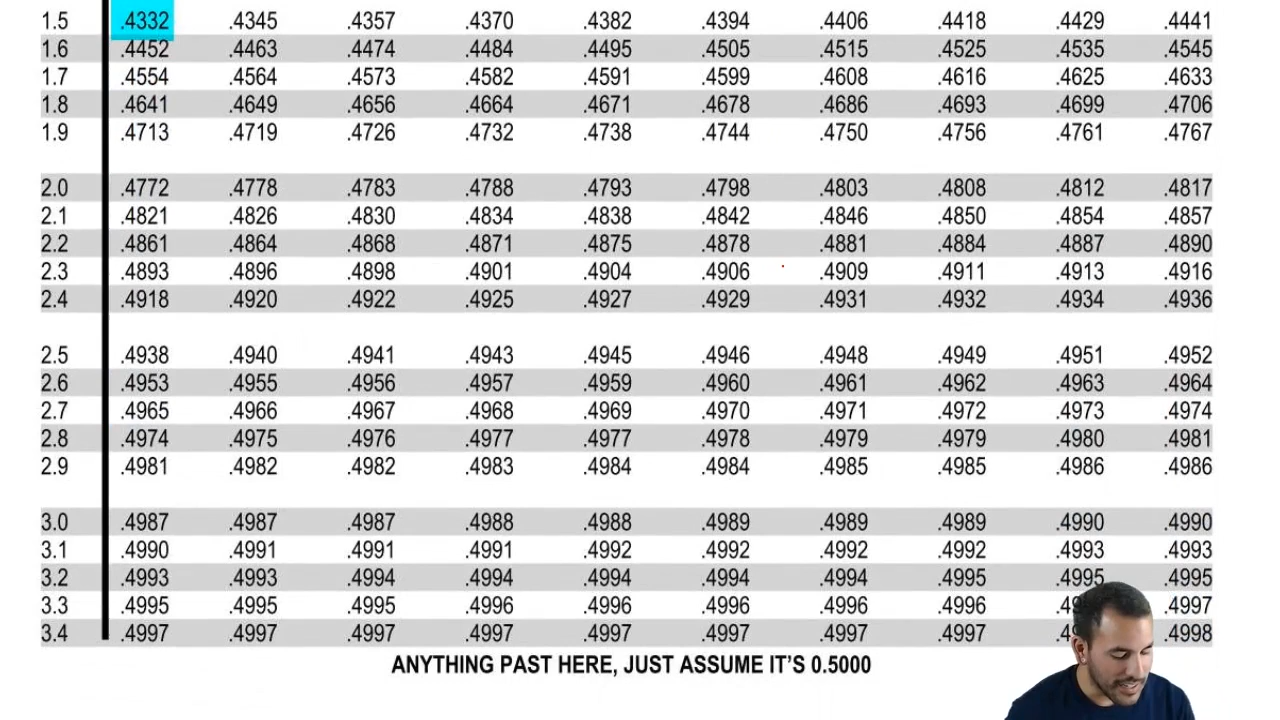 1.5 .4332 .4345 .4357 .4370 .4382 .4394 .4406 .4418 .4429 .4441
1.6 .4452 .4463 .4474 .4484 .4495 .4505 .4515 .4525 .4535 .4545
1.7 .4554 .4564 .4573 .4582 .4591 .4599 .4608 .4616 .4625 .4633
1.8 .4641 .4649 .4656 .4664 .4671 .4678 .4686 .4693 .4699 .4706
1.9 .4713 .4719 .4726 .4732 .4738 .4744 .4750 .4756 .4761 .4767
2.0 .4772 .4778 .4783 .4788 .4793 .4798 .4803 .4808 .4812 .4817
2.1 .4821 .4826 .4830 .4834 .4838 .4842 .4846 .4850 .4854 .4857
2.2 .4861 .4864 .4868 .4871 .4875 .4878 .4881 .4884 .4887 .4890
2.3 .4893 .4896 .4898 .4901 .4904 .4906 .4909 .4911 .4913 .4916
2.4 .4918 .4920 .4922 .4925 .4927 .4929 .4931 .4932 .4934 .4936
2.5 .4938 .4940 .4941 .4943 .4945 .4946 .4948 .4949 .4951 .4952
2.6 .4953 .4955 .4956 .4957 .4959 .4960 .4961 .4962 .4963 .4964
2.7 .4965 .4966 .4967 .4968 .4969 .4970 .4971 .4972 .4973 .4974
2.8 .4974 .4975 .4976 .4977 .4977 .4978 .4979 .4979 .4980 .4981
2.9 .4981 .4982 .4982 .4983 .4984 .4984 .4985 .4985 .4986 .4986
3.0 .4987 .4987 .4987 .4988 .4988 .4989 .4989 .4989 .4990 .4990
3.1 .4990 .4991 .4991 .4991 .4992 .4992 .4992 .4992 .4993 .4993
3.2 .4993 .4993 .4994 .4994 .4994 .4994 .4994 .4995 .4995 .4995
3.3 .4995 .4995 .4995 .4996 .4996 .4996 .4996 .4996 .4997
3.4 .4997 .4997 .4997 .4997 .4997 .4997 .4997 .4997 .4998
ANYTHING PAST HERE, JUST ASSUME IT'S 0.5000